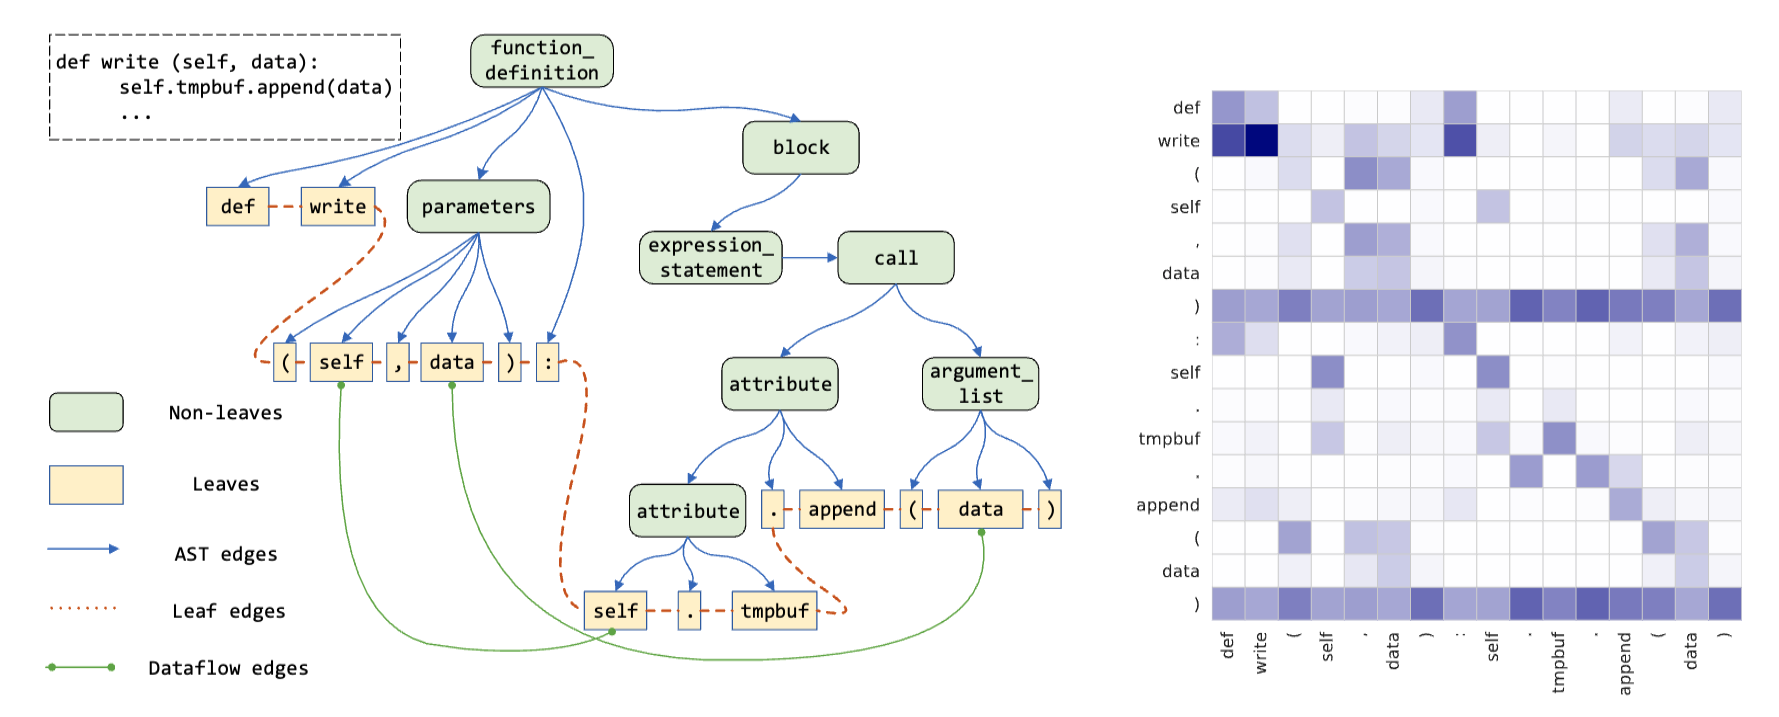 def write (self, data):
self.tmpbuf.append(data)
...
function_
definition
block
def
write
parameters
expression_
statement
call
(
self
,
data
)
:
attribute
argument_
list
Non-leaves
Leaves
attribute
.
append
(
data
)
AST edges
self
.
tmpbuf
Leaf edges
Dataflow edges
def
write
(
self
,
data
)
:
self
.
tmpbuf
.
append
(
data
)
def
write
(
self
,
data
)
:
self
.
tmpbuf
.
append
(
data
)